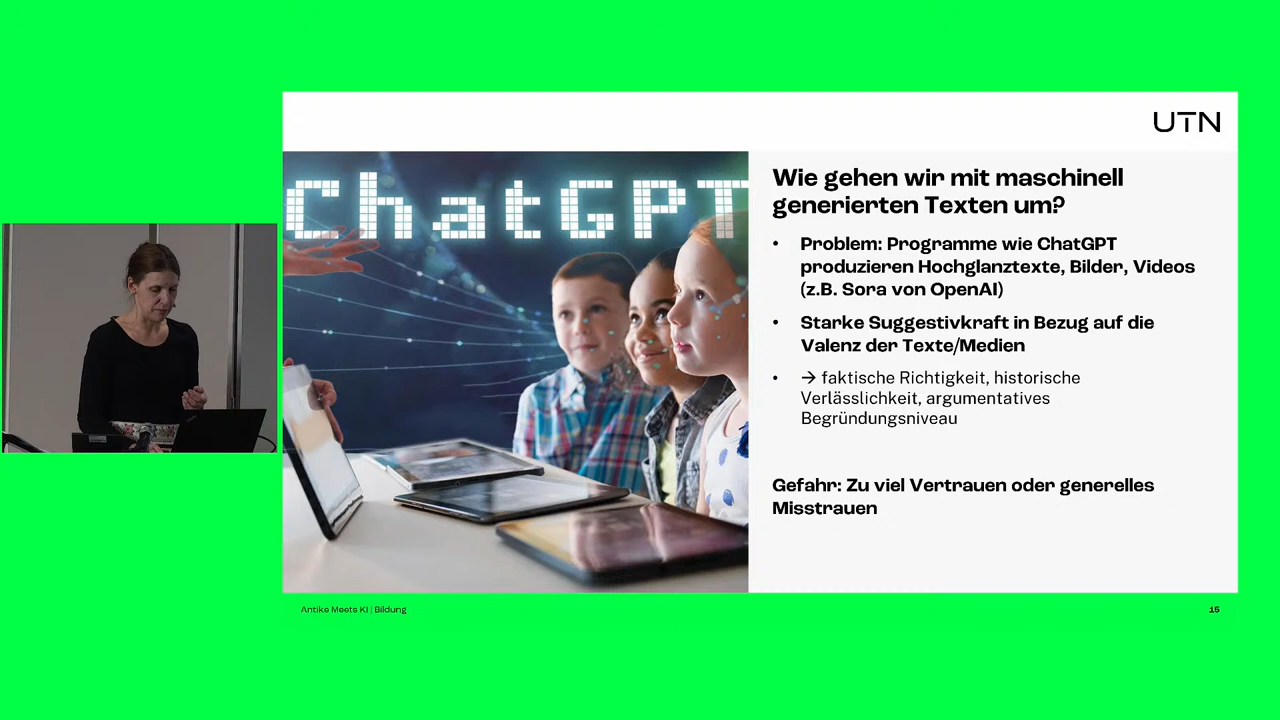 UTN
ChatGPT
Wie gehen wir mit maschinell
generierten Texten um?
• Problem: Programme wie ChatGPT
produzieren Hochglanztexte, Bilder, Videos
(z.B. Sora von OpenAI)
• Starke Suggestivkraft in Bezug auf die
Valenz der Texte/Medien
• → faktische Richtigkeit, historische
Verlässlichkeit, argumentatives
Begründungsniveau
Gefahr: Zu viel Vertrauen oder generelles
Misstrauen
Antike Meets KI | Bildung
15